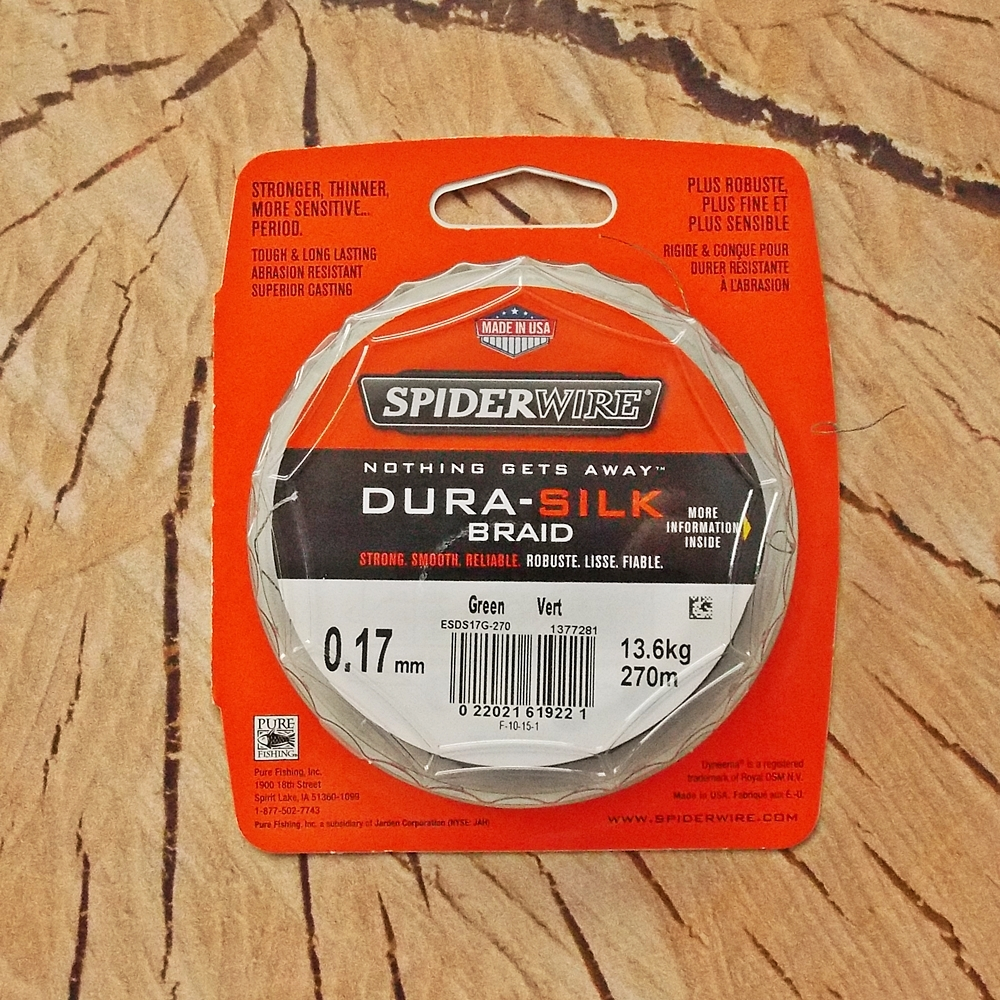 STRONGER, THINNER,
MORE SENSITIVE...
PERIOD.
TOUGH & LONG LASTING
ABRASION RESISTANT
SUPERIOR CASTING
PLUS ROBUSTE,
PLUS FINE ET
PLUS SENSIBLE
RIGIDE & CONÇUE POUR
DURER RÉSISTANTE
À L'ABRASION
MADE IN USA
SPIDERWIRE®
NOTHING GETS AWAY™
DURA-SILK
BRAID
MORE
INFORMATION
INSIDE
STRONG. SMOOTH. RELIABLE. ROBUSTE. LISSE. FIABLE.
Green Vert
ESDS17G-270 1377281
0.17 mm
13.6kg
270m
0 22021 61922 1
F-10-15-1
PURE
FISHING
Pure Fishing, Inc.
1900 18th Street
Spirit Lake, IA 51360-1099
1-877-502-7743
Pure Fishing, Inc. a subsidiary of Jarden Corporation (NYSE: JAH)
Dyneema® is a registered
trademark of Royal DSM N.V.
Made in USA. Fabriqué aux É.-U.
WWW.SPIDERWIRE.COM